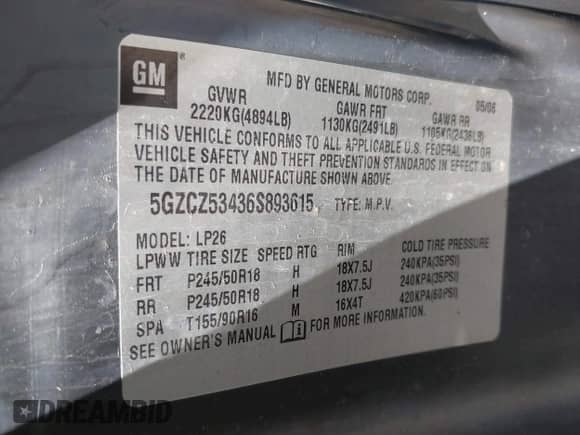 GM
®
MFD BY GENERAL MOTORS CORP. 05/06
GVWR GAWR FRT GAWR RR
2220KG(4894LB) 1130KG(2491LB) 1105KG(2436LB)
THIS VEHICLE CONFORMS TO ALL APPLICABLE U.S. FEDERAL MOTOR
VEHICLE SAFETY AND THEFT PREVENTION STANDARDS IN EFFECT ON
THE DATE OF MANUFACTURE SHOWN ABOVE.
5GZCZ53436S893615 TYPE: M.P.V.
MODEL: LP26
LPWW TIRE SIZE SPEED RTG RIM COLD TIRE PRESSURE
FRT P245/50R18 H 18X7.5J 240KPA(35PSI)
RR P245/50R18 H 18X7.5J 240KPA(35PSI)
SPA T155/90R16 M 16X4T 420KPA(60PSI)
SEE OWNER'S MANUAL FOR MORE INFORMATION.
DREAMBID